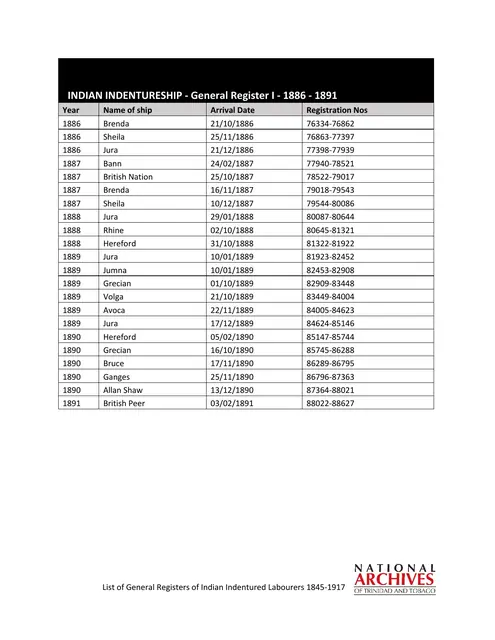 INDIAN INDENTURESHIP - General Register I - 1886 - 1891
Year Name of ship Arrival Date Registration Nos
1886 Brenda 21/10/1886 76334-76862
1886 Sheila 25/11/1886 76863-77397
1886 Jura 21/12/1886 77398-77939
1887 Bann 24/02/1887 77940-78521
1887 British Nation 25/10/1887 78522-79017
1887 Brenda 16/11/1887 79018-79543
1887 Sheila 10/12/1887 79544-80086
1888 Jura 29/01/1888 80087-80644
1888 Rhine 02/10/1888 80645-81321
1888 Hereford 31/10/1888 81322-81922
1889 Jura 10/01/1889 81923-82452
1889 Jumna 10/01/1889 82453-82908
1889 Grecian 01/10/1889 82909-83448
1889 Volga 21/10/1889 83449-84004
1889 Avoca 22/11/1889 84005-84623
1889 Jura 17/12/1889 84624-85146
1890 Hereford 05/02/1890 85147-85744
1890 Grecian 16/10/1890 85745-86288
1890 Bruce 17/11/1890 86289-86795
1890 Ganges 25/11/1890 86796-87363
1890 Allan Shaw 13/12/1890 87364-88021
1891 British Peer 03/02/1891 88022-88627
List of General Registers of Indian Indentured Labourers 1845-1917
NATIONAL
ARCHIVES
OF TRINIDAD AND TOBAGO